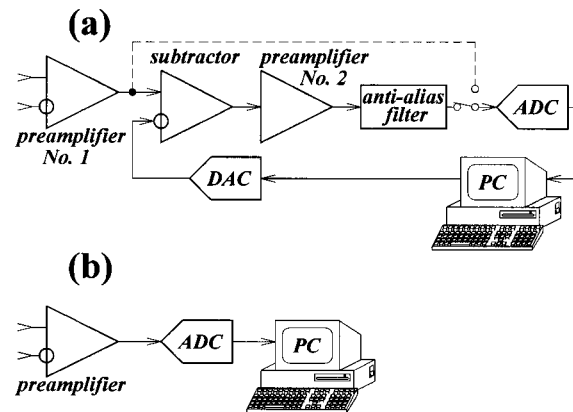 (a)
subtractor
preamplifier
No. 2
anti-alias
filter
ADC
preamplifier
No. 1
DAC
PC
(b)
ADC
PC
preamplifier